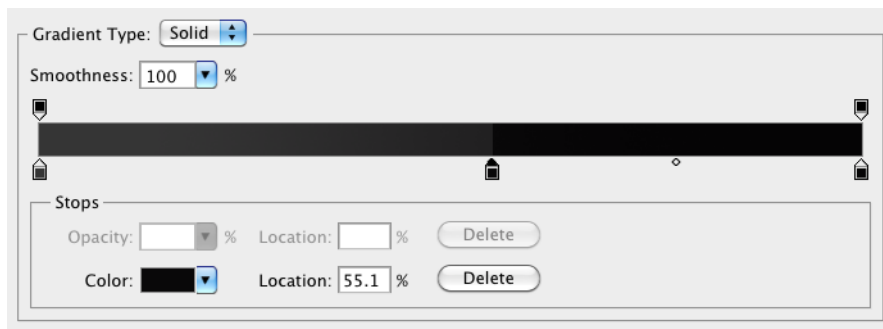 Gradient Type: Solid
Smoothness: 100 %
Stops
Opacity: % Location: % Delete
Color: Location: 55.1 % Delete